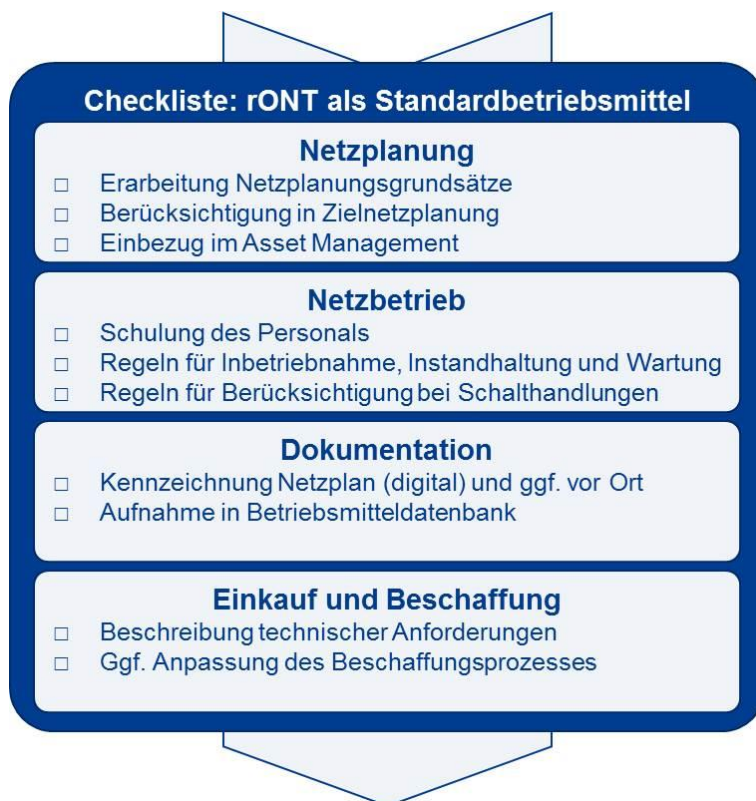 Checkliste: rONT als Standardbetriebsmittel
Netzplanung
□ Erarbeitung Netzplanungsgrundsätze
□ Berücksichtigung in Zielnetzplanung
□ Einbezug im Asset Management
Netzbetrieb
□ Schulung des Personals
□ Regeln für Inbetriebnahme, Instandhaltung und Wartung
□ Regeln für Berücksichtigung bei Schalthandlungen
Dokumentation
□ Kennzeichnung Netzplan (digital) und ggf. vor Ort
□ Aufnahme in Betriebsmitteldatenbank
Einkauf und Beschaffung
□ Beschreibung technischer Anforderungen
□ Ggf. Anpassung des Beschaffungsprozesses